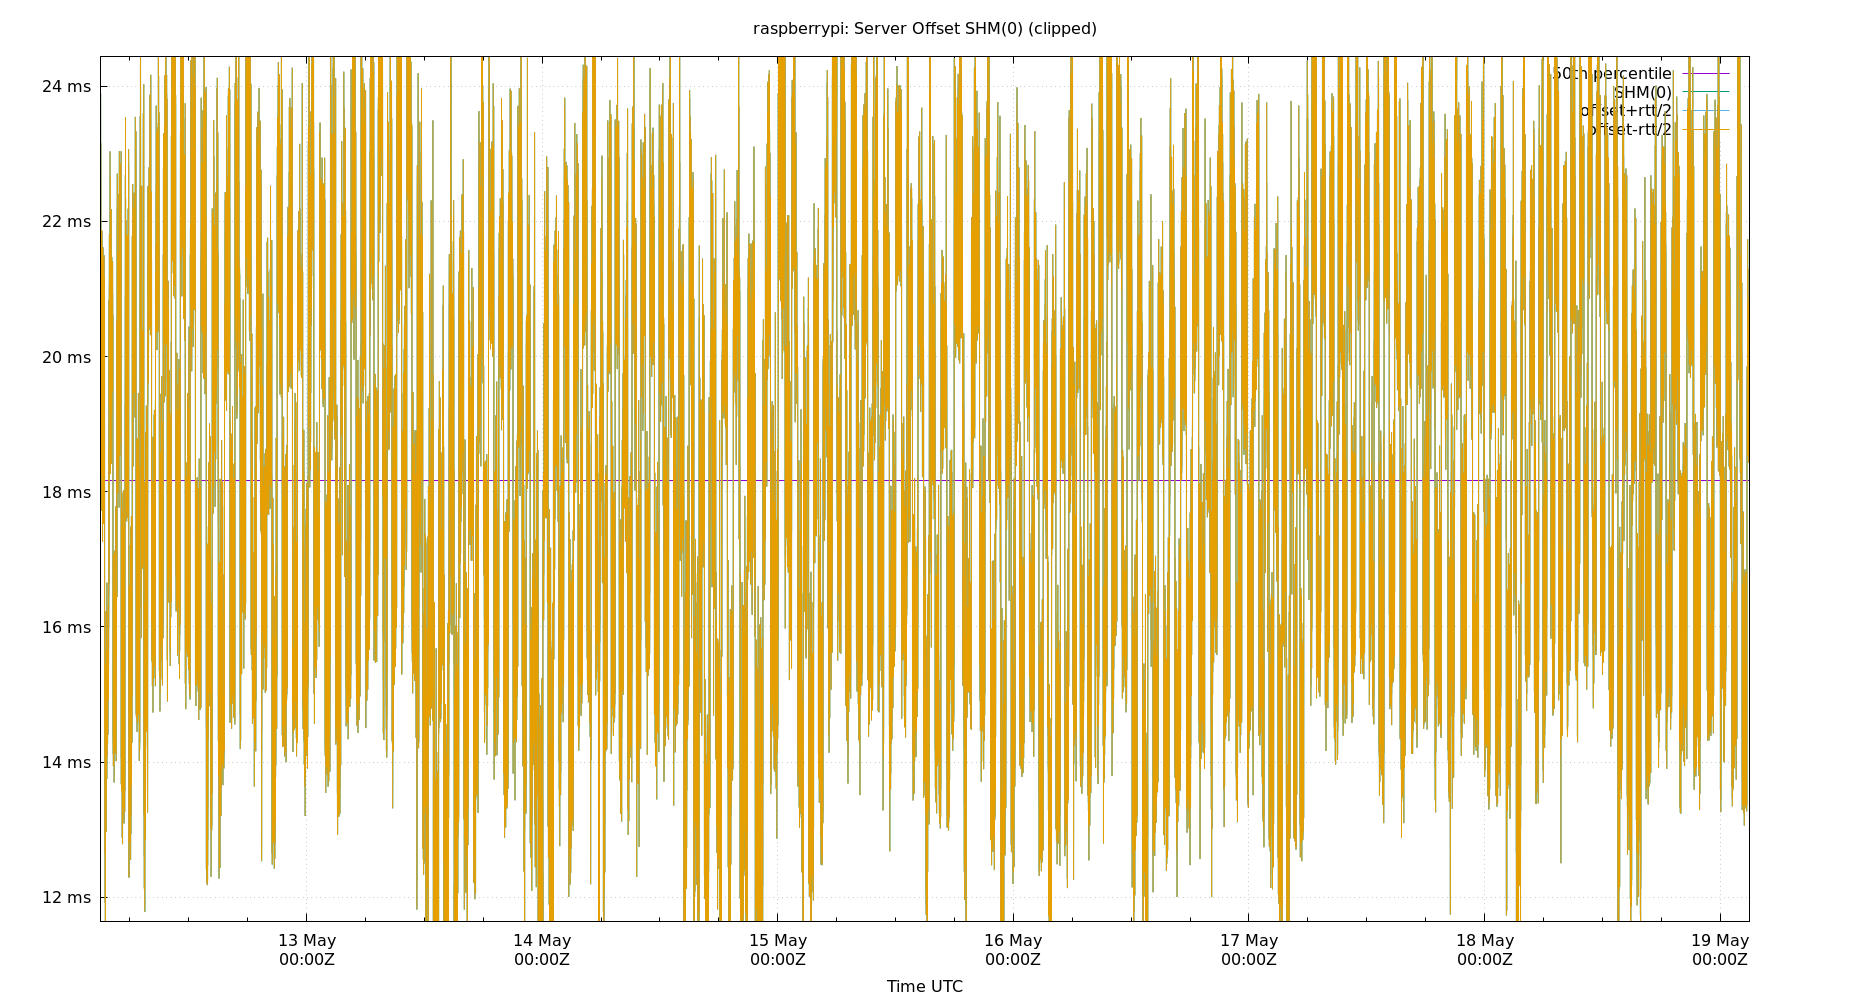 raspberrypi: Server Offset SHM(0) (clipped)
50th percentile
SHM(0)
offset+rtt/2
offset-rtt/2
24 ms
22 ms
20 ms
18 ms
16 ms
14 ms
12 ms
13 May
00:00Z
14 May
00:00Z
15 May
00:00Z
16 May
00:00Z
17 May
00:00Z
18 May
00:00Z
19 May
00:00Z
Time UTC